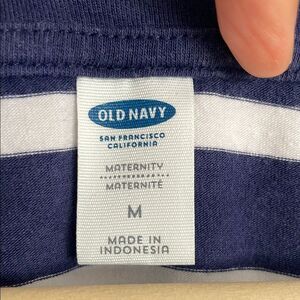 OLD NAVY
SAN FRANCISCO
CALIFORNIA
MATERNITY
MATERNITÉ
M
MADE IN
INDONESIA